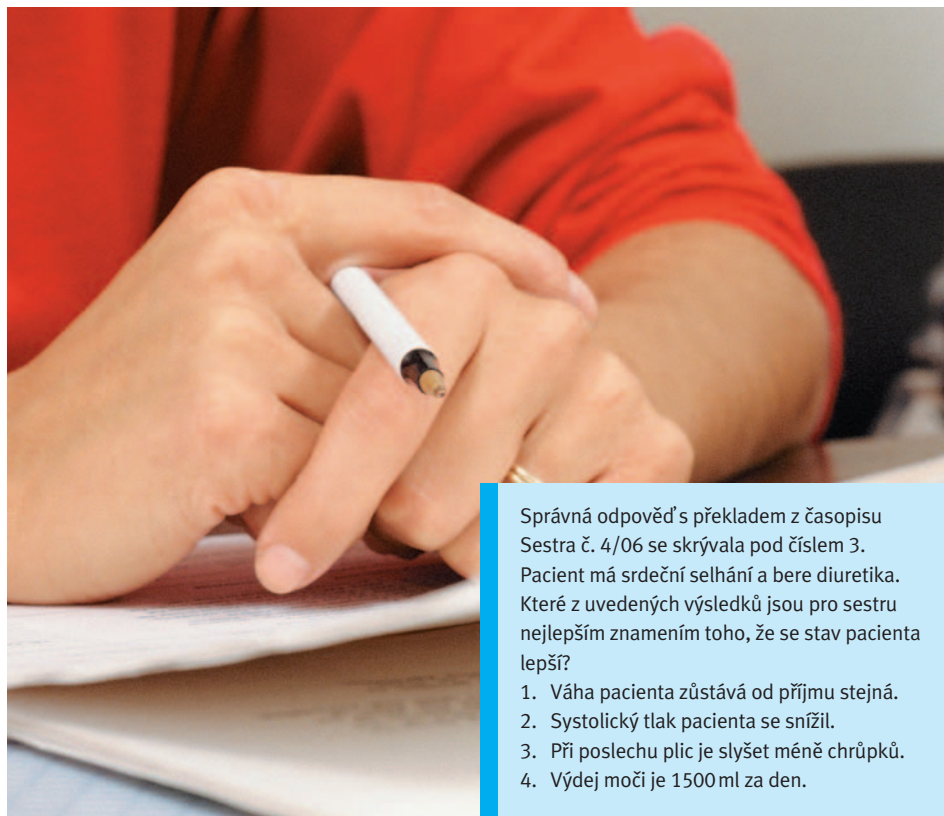 Správná odpověď s překladem z časopisu
Sestra č. 4/06 se skrývala pod číslem 3.
Pacient má srdeční selhání a bere diuretika.
Které z uvedených výsledků jsou pro sestru
nejlepším znamením toho, že se stav pacienta
lepší?
1. Váha pacienta zůstává od příjmu stejná.
2. Systolický tlak pacienta se snížil.
3. Při poslechu plic je slyšet méně chrůpků.
4. Výdej moči je 1500 ml za den.